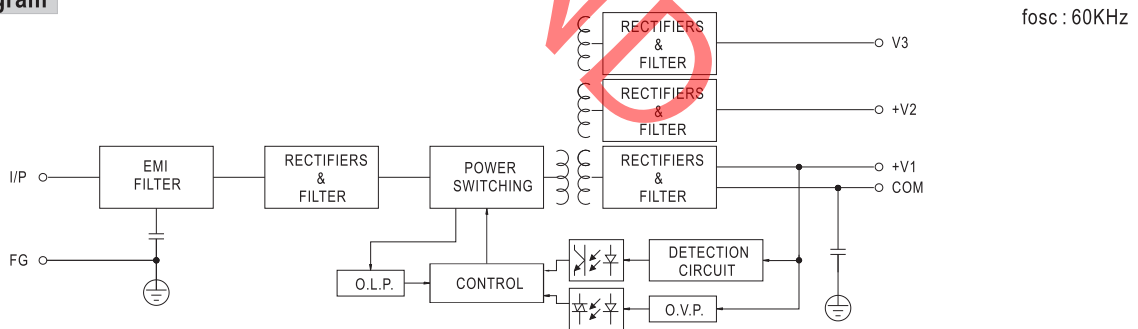 fosc : 60KHz
RECTIFIERS
&
FILTER
V3
RECTIFIERS
&
FILTER
+V2
I/P
EMI
FILTER
RECTIFIERS
&
FILTER
POWER
SWITCHING
RECTIFIERS
&
FILTER
+V1
COM
FG
O.L.P.
CONTROL
DETECTION
CIRCUIT
O.V.P.